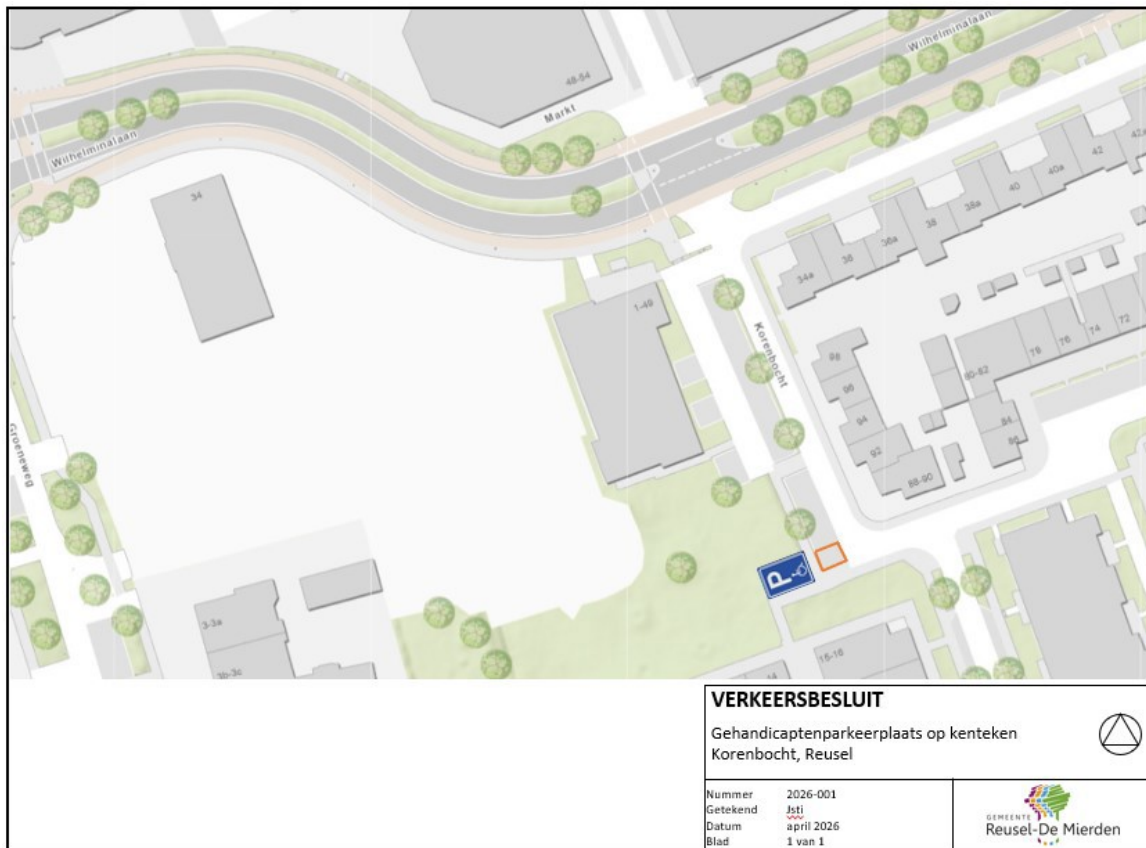 Wilhelminalaan
48-54
Markt
Wilhelminalaan
34
42
40a
40
38a
38
36a
36
34a
1-49
Korenbocht
98
96
94
92
88-90
72
74
76
78
80-82
84
86
Groeneweg
P
3-3a
3b-3c
15-16
14
VERKEERSBESLUIT
Gehandicaptenparkeerplaats op kenteken
Korenbocht, Reusel
Nummer 2026-001
Getekend Jsti
Datum april 2026
Blad 1 van 1
GEMEENTE
Reusel-De Mierden